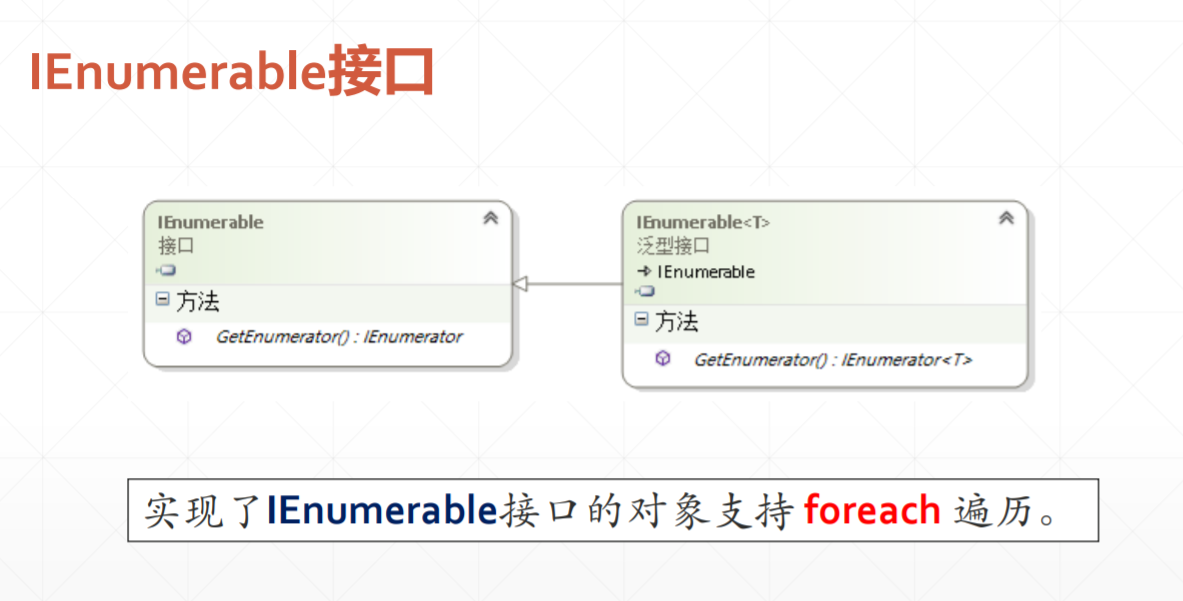 IEnumerable接口
IEnumerable
接口
方法
GetEnumerator() : IEnumerator
IEnumerable<T>
泛型接口
IEnumerable
方法
GetEnumerator() : IEnumerator<T>
实现了IEnumerable接口的对象支持 foreach 遍历。